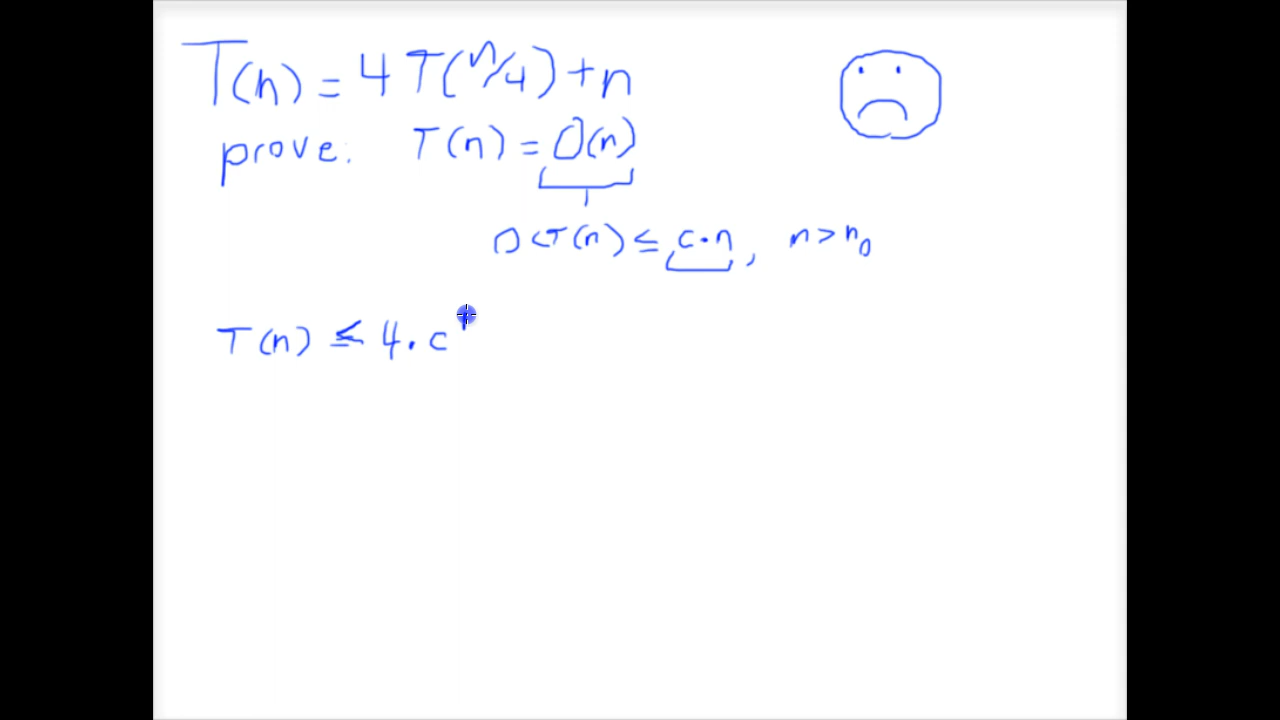 T(n) = 4T(n/4) + n
prove: T(n) = O(n)
0 < T(n) ≤ c·n, n > n₀
T(n) ≤ 4·c